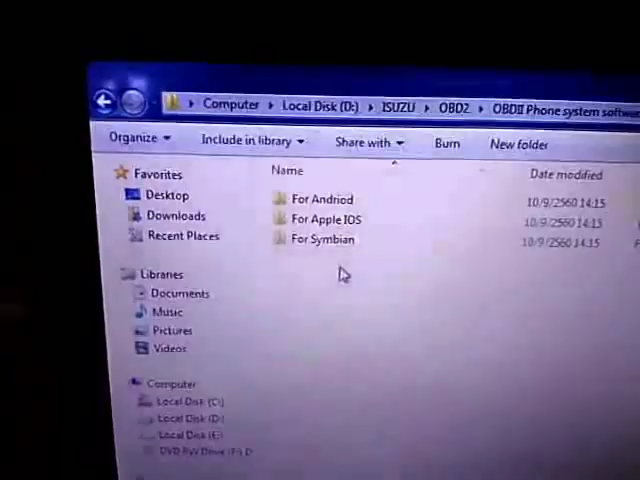 Computer ▸ Local Disk (D:) ▸ ISUZU ▸ OBD2 ▸ OBDII Phone system softw
Organize Include in library Share with Burn New folder
Name Date modified
Favorites
Desktop
Downloads
Recent Places
Libraries
Documents
Music
Pictures
Videos
Computer
Local Disk (C:)
Local Disk (D:)
Local Disk (E:)
DVD RW Drive (F:) D
For Andriod 10/9/2560 14:15
For Apple IOS 10/9/2560 14:15
For Symbian 10/9/2560 14:15